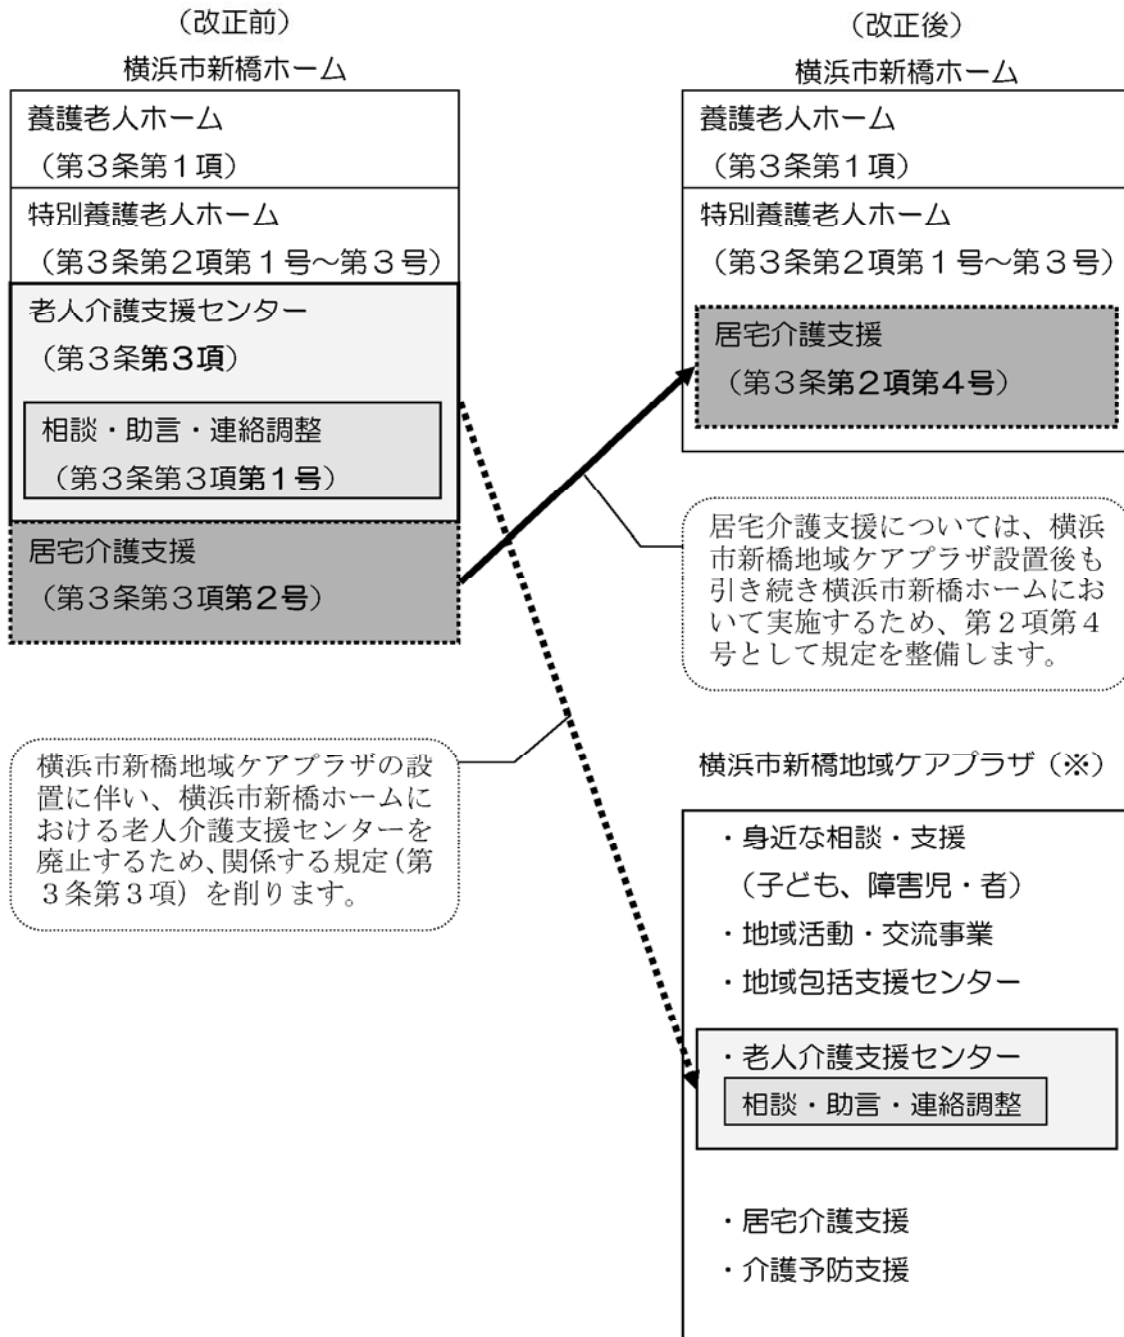 （改正前）
横浜市新橋ホーム
養護老人ホーム
（第３条第１項）
特別養護老人ホーム
（第３条第２項第１号～第３号）
老人介護支援センター
（第３条第３項）
相談・助言・連絡調整
（第３条第３項第１号）
居宅介護支援
（第３条第３項第２号）
横浜市新橋地域ケアプラザの設
置に伴い、横浜市新橋ホームに
おける老人介護支援センターを
廃止するため、関係する規定（第
３条第３項）を削ります。
（改正後）
横浜市新橋ホーム
養護老人ホーム
（第３条第１項）
特別養護老人ホーム
（第３条第２項第１号～第３号）
居宅介護支援
（第３条第２項第４号）
居宅介護支援については、横浜
市新橋地域ケアプラザ設置後も
引き続き横浜市新橋ホームにお
いて実施するため、第２項第４
号として規定を整備します。
横浜市新橋地域ケアプラザ（※）
・身近な相談・支援
（子ども、障害児・者）
・地域活動・交流事業
・地域包括支援センター
・老人介護支援センター
相談・助言・連絡調整
・居宅介護支援
・介護予防支援